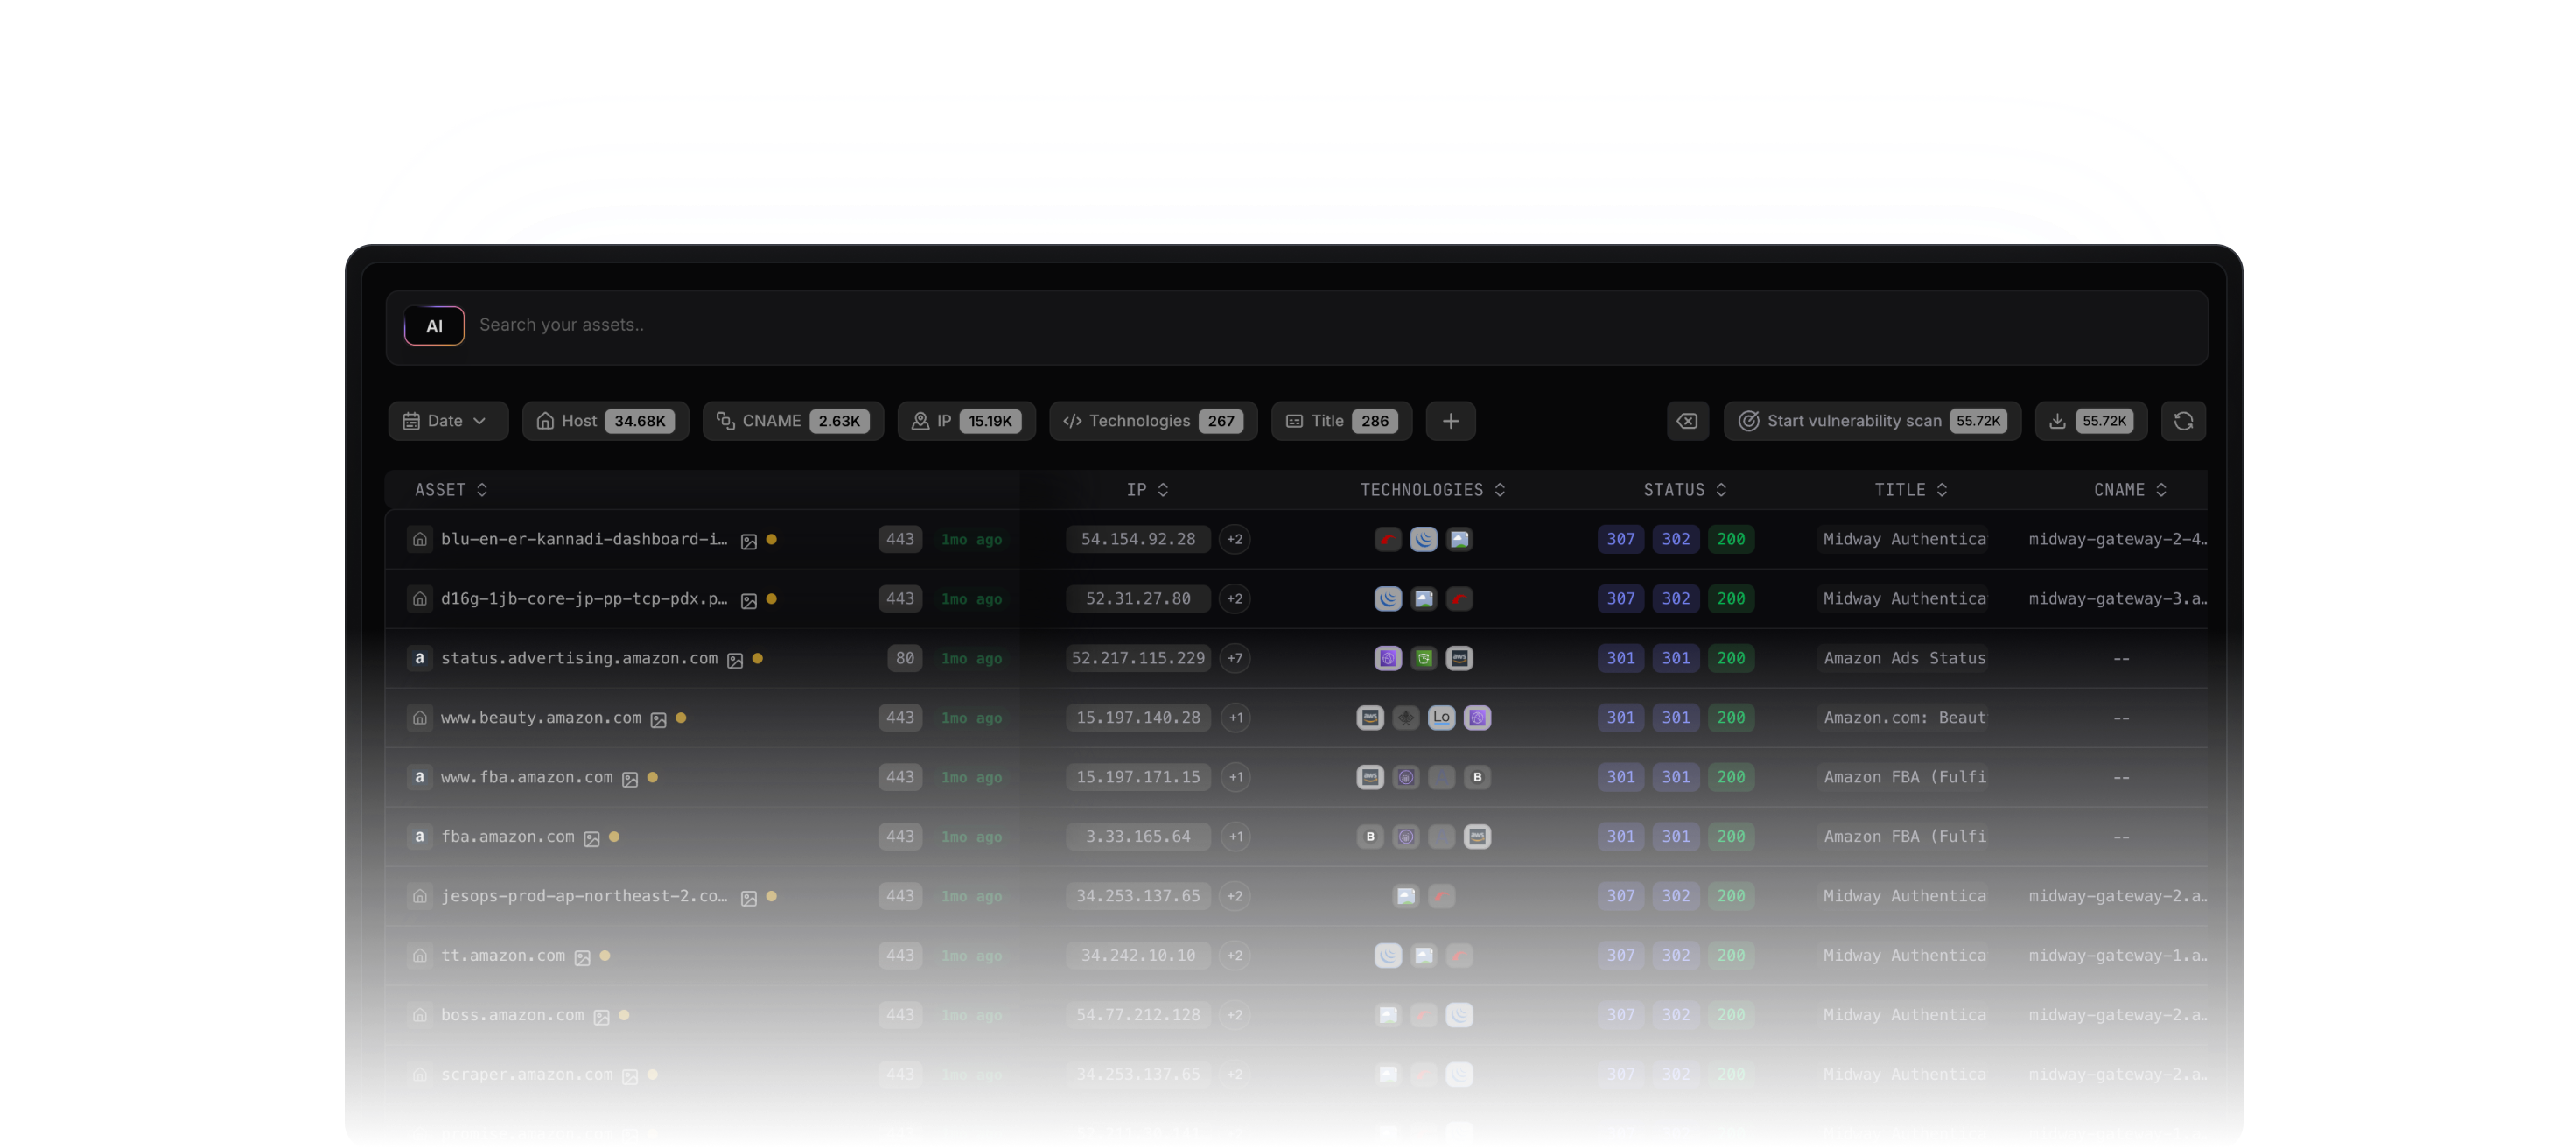 AI Search your assets..
Date Host 34.68K CNAME 2.63K IP 15.19K Technologies 267 Title 286 Start vulnerability scan 55.72K 55.72K
ASSET IP TECHNOLOGIES STATUS TITLE CNAME
blu-en-er-kannadi-dashboard-i… 443 1mo ago 54.154.92.28 +2 307 302 200 Midway Authentica midway-gateway-2-4…
d16g-1jb-core-jp-pp-tcp-pdx.p… 443 1mo ago 52.31.27.80 +2 307 302 200 Midway Authentica midway-gateway-3.a…
a status.advertising.amazon.com 80 1mo ago 52.217.115.229 +7 aws 301 301 200 Amazon Ads Status --
www.beauty.amazon.com 443 1mo ago 15.197.140.28 +1 aws Lo 301 301 200 Amazon.com: Beaut --
a www.fba.amazon.com 443 1mo ago 15.197.171.15 +1 aws B 301 301 200 Amazon FBA (Fulfi --
a fba.amazon.com 443 1mo ago 3.33.165.64 +1 B aws 301 301 200 Amazon FBA (Fulfi --
jesops-prod-ap-northeast-2.co… 443 1mo ago 34.253.137.65 +2 307 302 200 Midway Authentica midway-gateway-2.a…
tt.amazon.com 443 1mo ago 34.242.10.10 +2 307 302 200 Midway Authentica midway-gateway-1.a…
boss.amazon.com 443 1mo ago 54.77.212.128 +2 307 302 200 Midway Authentica midway-gateway-2.a…
scraper.amazon.com 443 1mo ago 34.253.137.65 +2 307 302 200 Midway Authentica midway-gateway-2.a…